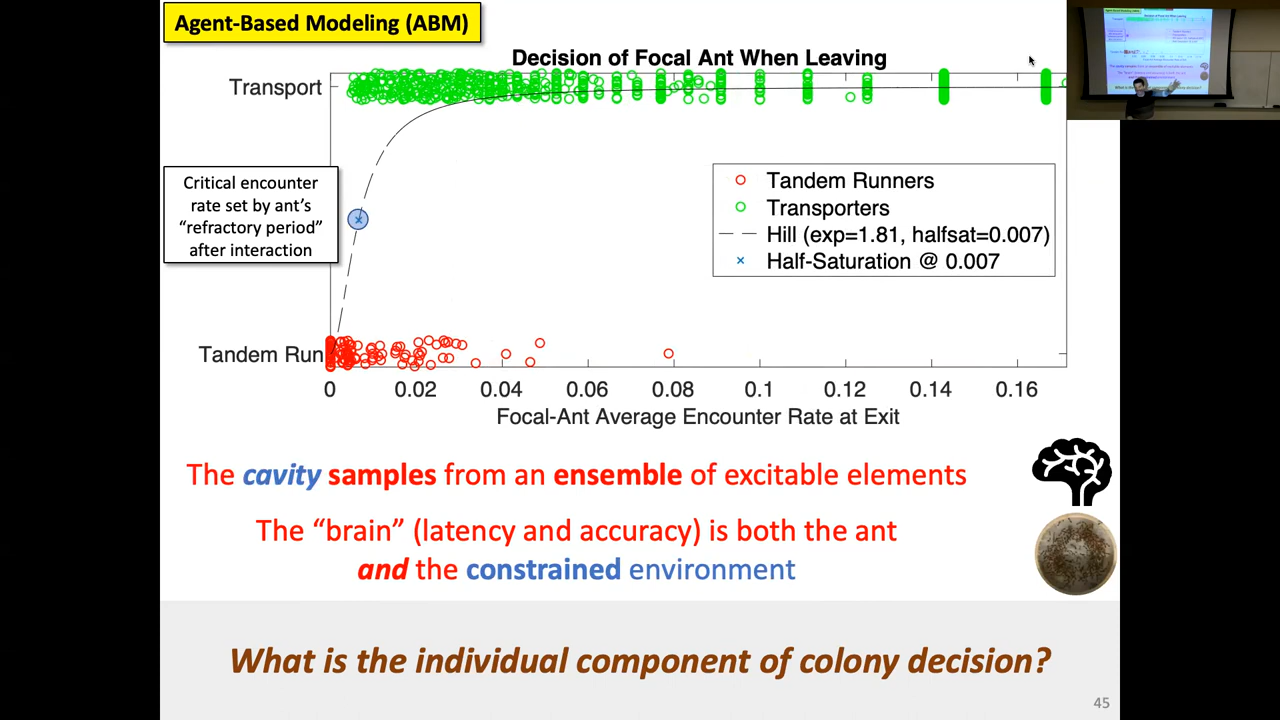 Agent-Based Modeling (ABM)
Decision of Focal Ant When Leaving
Transport
Critical encounter
rate set by ant's
“refractory period”
after interaction
Tandem Runners
Transporters
Hill (exp=1.81, halfsat=0.007)
Half-Saturation @ 0.007
Tandem Run
0 0.02 0.04 0.06 0.08 0.1 0.12 0.14 0.16
Focal-Ant Average Encounter Rate at Exit
The cavity samples from an ensemble of excitable elements
The “brain” (latency and accuracy) is both the ant
and the constrained environment
What is the individual component of colony decision?
45